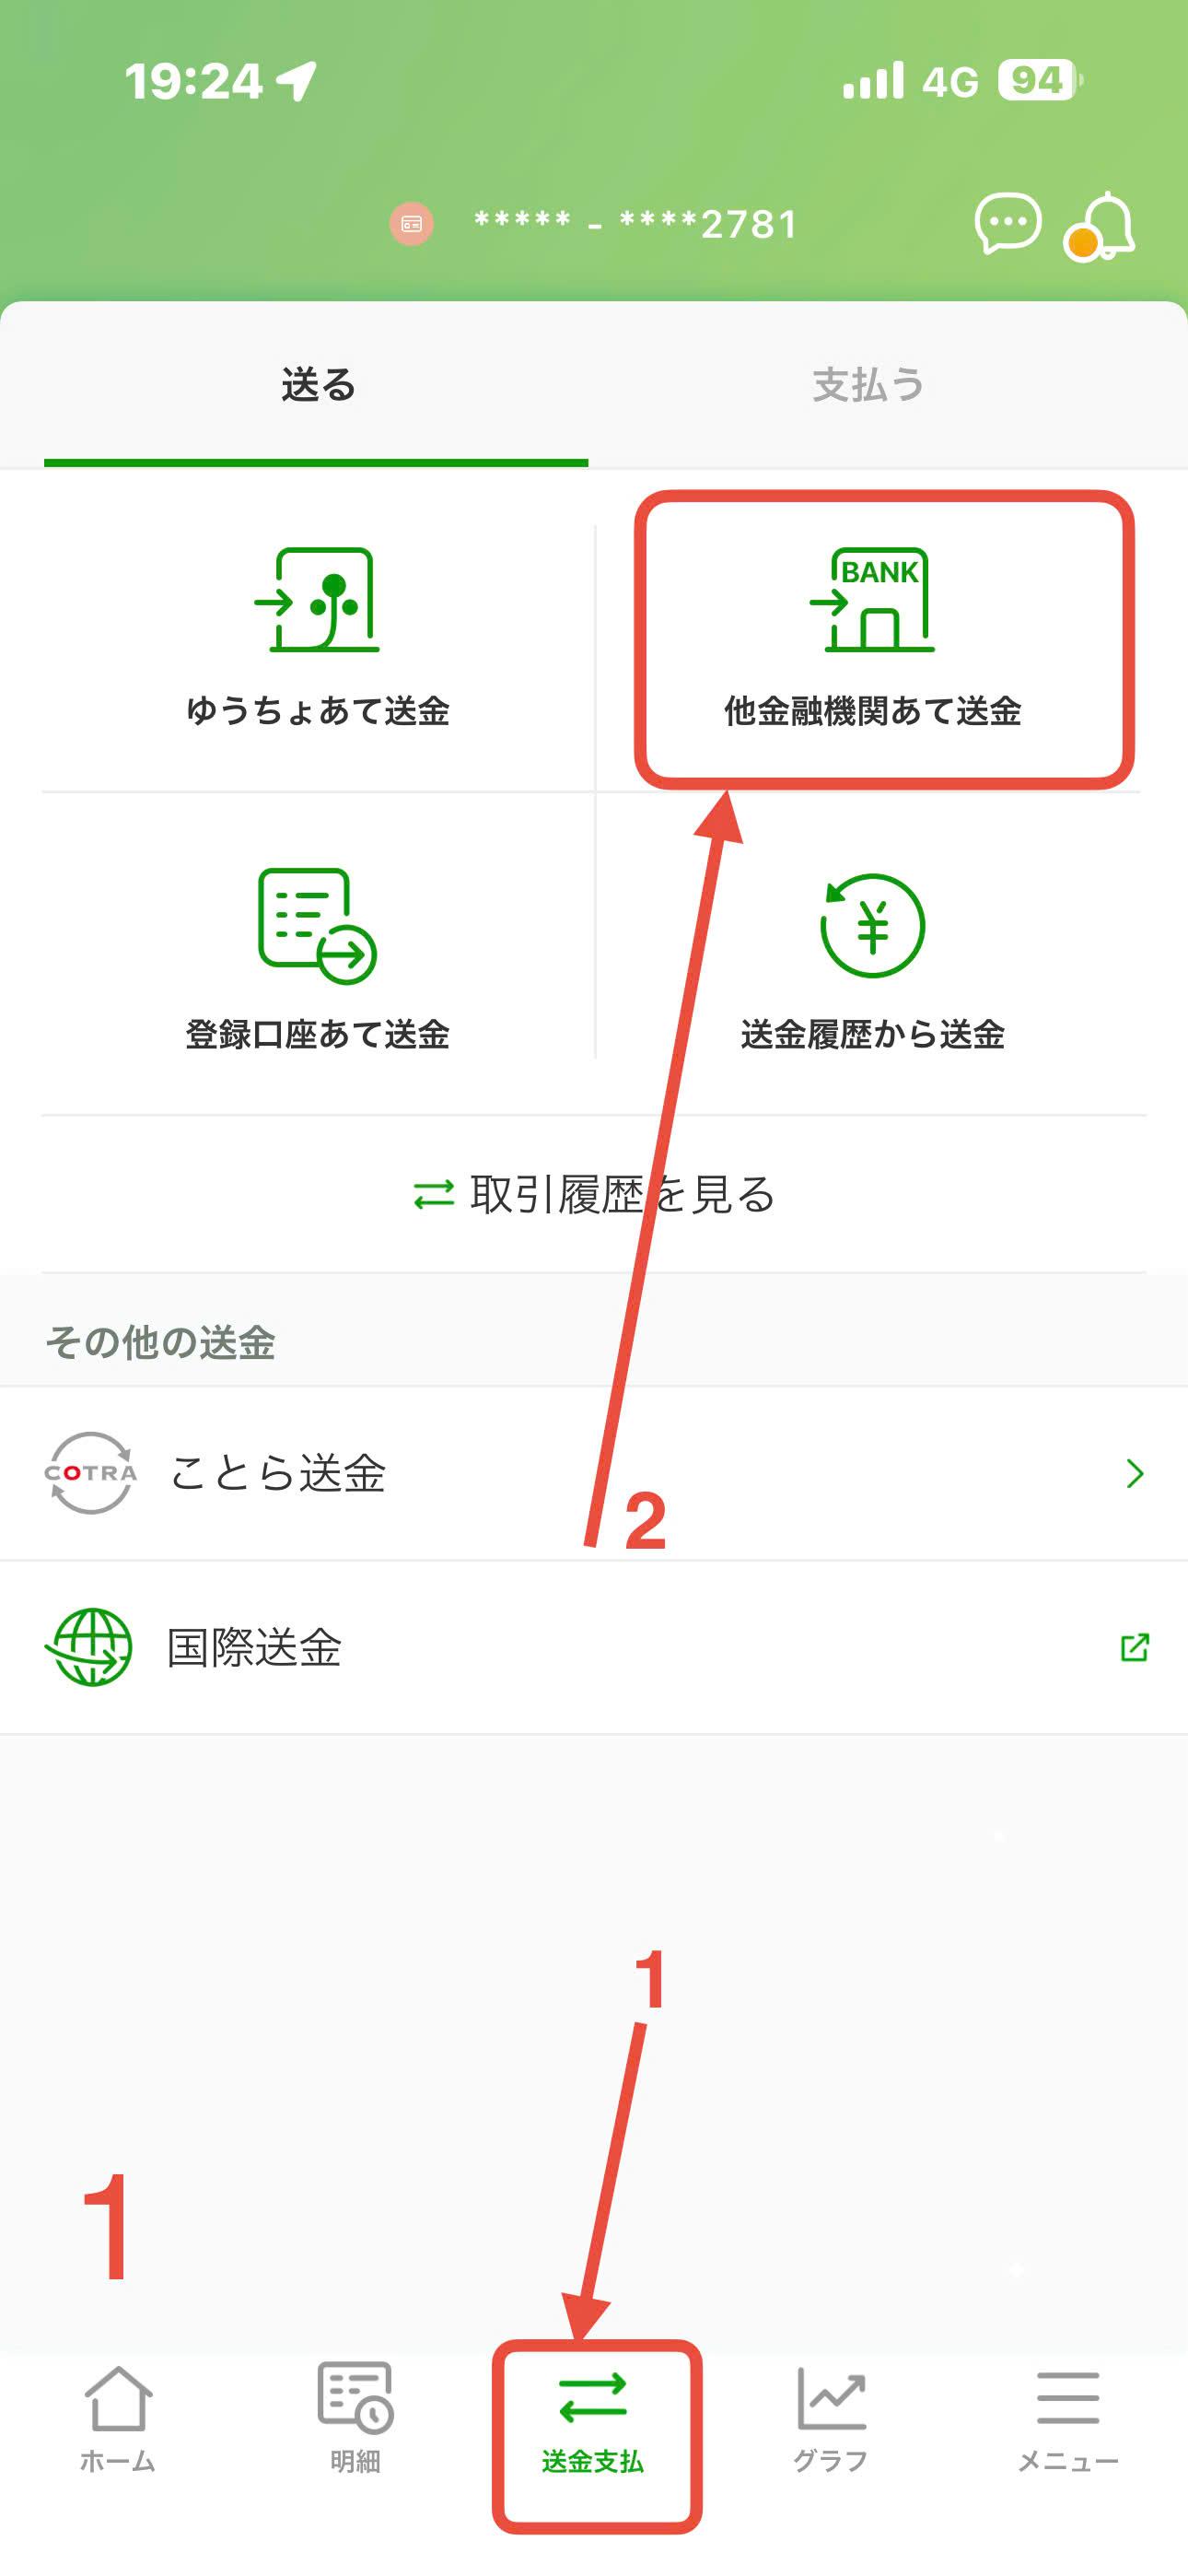 19:24 4G 94
***** - ****2781
送る 支払う
BANK
ゆうちょあて送金 他金融機関あて送金
¥
登録口座あて送金 送金履歴から送金
取引履歴を見る
その他の送金
COTRA ことら送金
2
国際送金
1
1
ホーム 明細 送金支払 グラフ メニュー